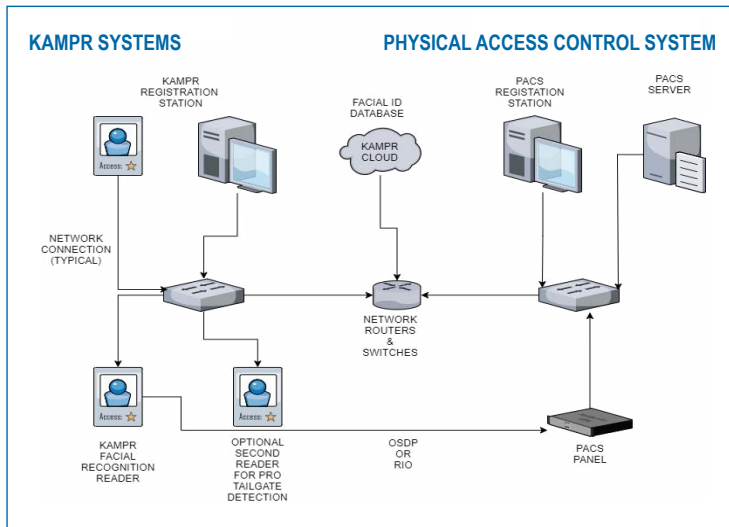 KAMPR SYSTEMS
PHYSICAL ACCESS CONTROL SYSTEM
KAMPR
REGISTRATION
STATION
FACIAL ID
DATABASE
KAMPR
CLOUD
PACS
REGISTATION
STATION
PACS
SERVER
Access:
NETWORK
CONNECTION
(TYPICAL)
NETWORK
ROUTERS
&
SWITCHES
Access:
KAMPR
FACIAL
RECOGNITION
READER
Access:
OPTIONAL
SECOND
READER
FOR PRO
TAILGATE
DETECTION
OSDP
OR
RIO
PACS
PANEL